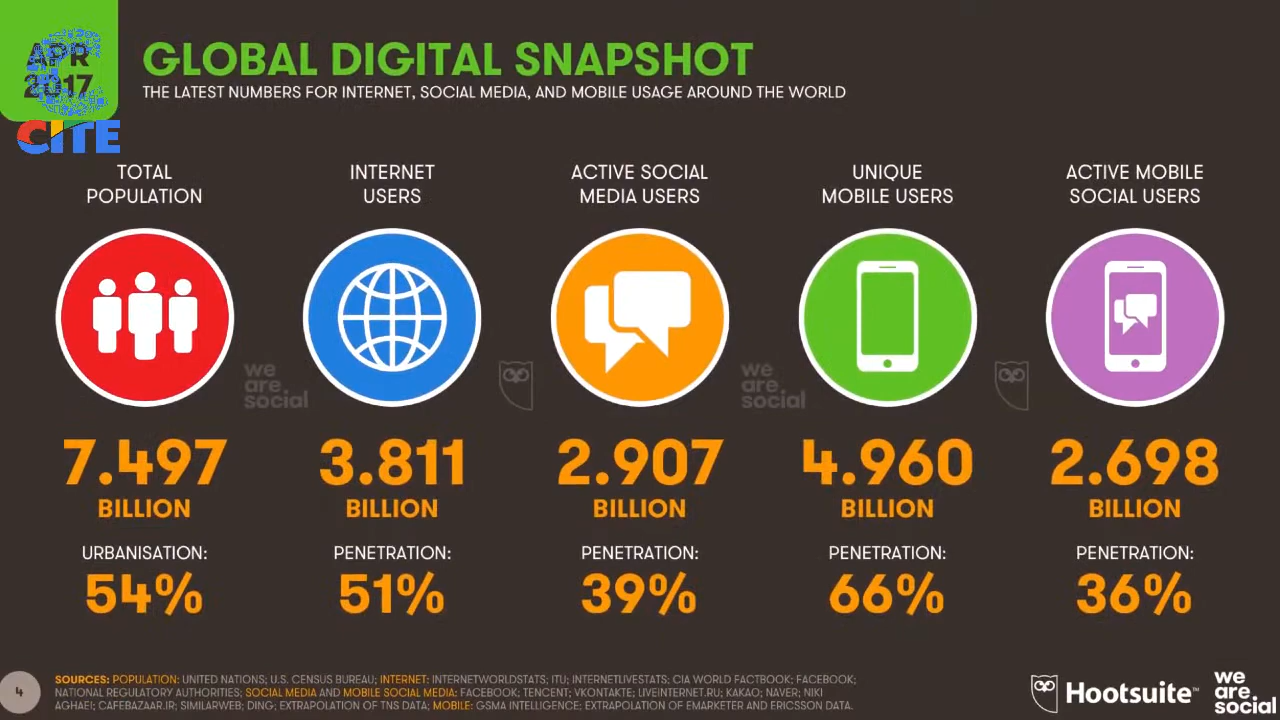 APR
2017
CITE
GLOBAL DIGITAL SNAPSHOT
THE LATEST NUMBERS FOR INTERNET, SOCIAL MEDIA, AND MOBILE USAGE AROUND THE WORLD
TOTAL
POPULATION
INTERNET
USERS
ACTIVE SOCIAL
MEDIA USERS
UNIQUE
MOBILE USERS
ACTIVE MOBILE
SOCIAL USERS
we
are
social
we
are
social
7.497
BILLION
3.811
BILLION
2.907
BILLION
4.960
BILLION
2.698
BILLION
URBANISATION:
54%
PENETRATION:
51%
PENETRATION:
39%
PENETRATION:
66%
PENETRATION:
36%
4
SOURCES: POPULATION: UNITED NATIONS; U.S. CENSUS BUREAU; INTERNET: INTERNETWORLDSTATS; ITU; INTERNETLIVESTATS; CIA WORLD FACTBOOK; FACEBOOK;
NATIONAL REGULATORY AUTHORITIES; SOCIAL MEDIA AND MOBILE SOCIAL MEDIA: FACEBOOK; TENCENT; VKONTAKTE; LIVEINTERNET.RU; KAKAO; NAVER; NIKI
AGHAEI; CAFEBAZAAR.IR; SIMILARWEB; DING; EXTRAPOLATION OF TNS DATA; MOBILE: GSMA INTELLIGENCE; EXTRAPOLATION OF EMARKETER AND ERICSSON DATA.
Hootsuite™
we
are
social